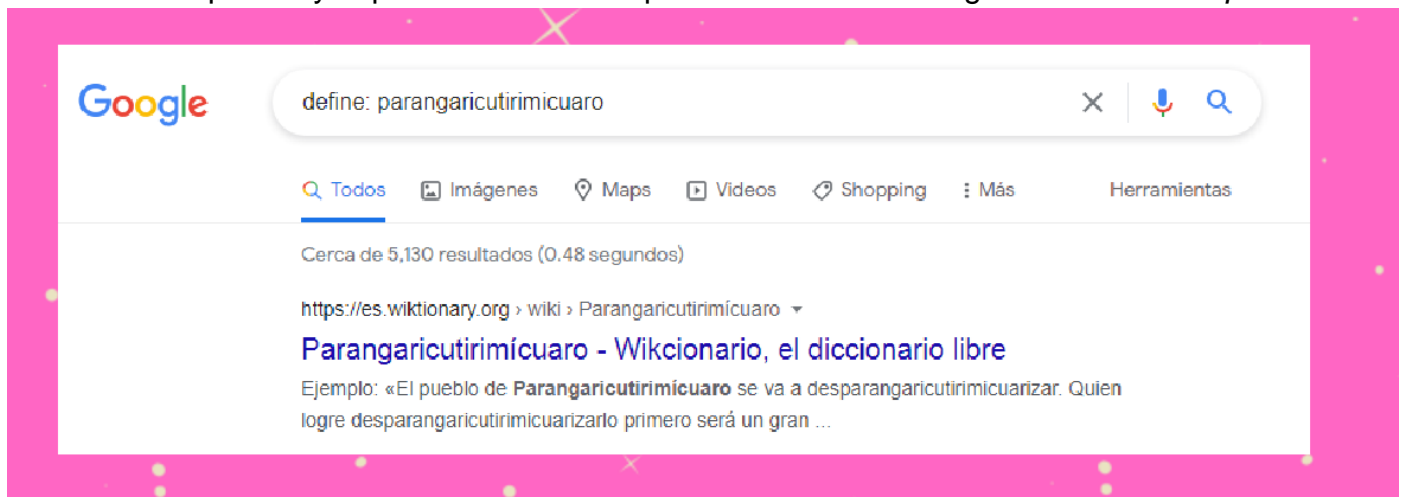 Google define: parangaricutirimicuaro
Todos Imágenes Maps Videos Shopping Más Herramientas
Cerca de 5,130 resultados (0.48 segundos)
https://es.wiktionary.org › wiki › Parangaricutirimícuaro
Parangaricutirimícuaro - Wikcionario, el diccionario libre
Ejemplo: «El pueblo de Parangaricutirimícuaro se va a desparangaricutirimicuarizar. Quien
logre desparangaricutirimicuarizarlo primero será un gran ...